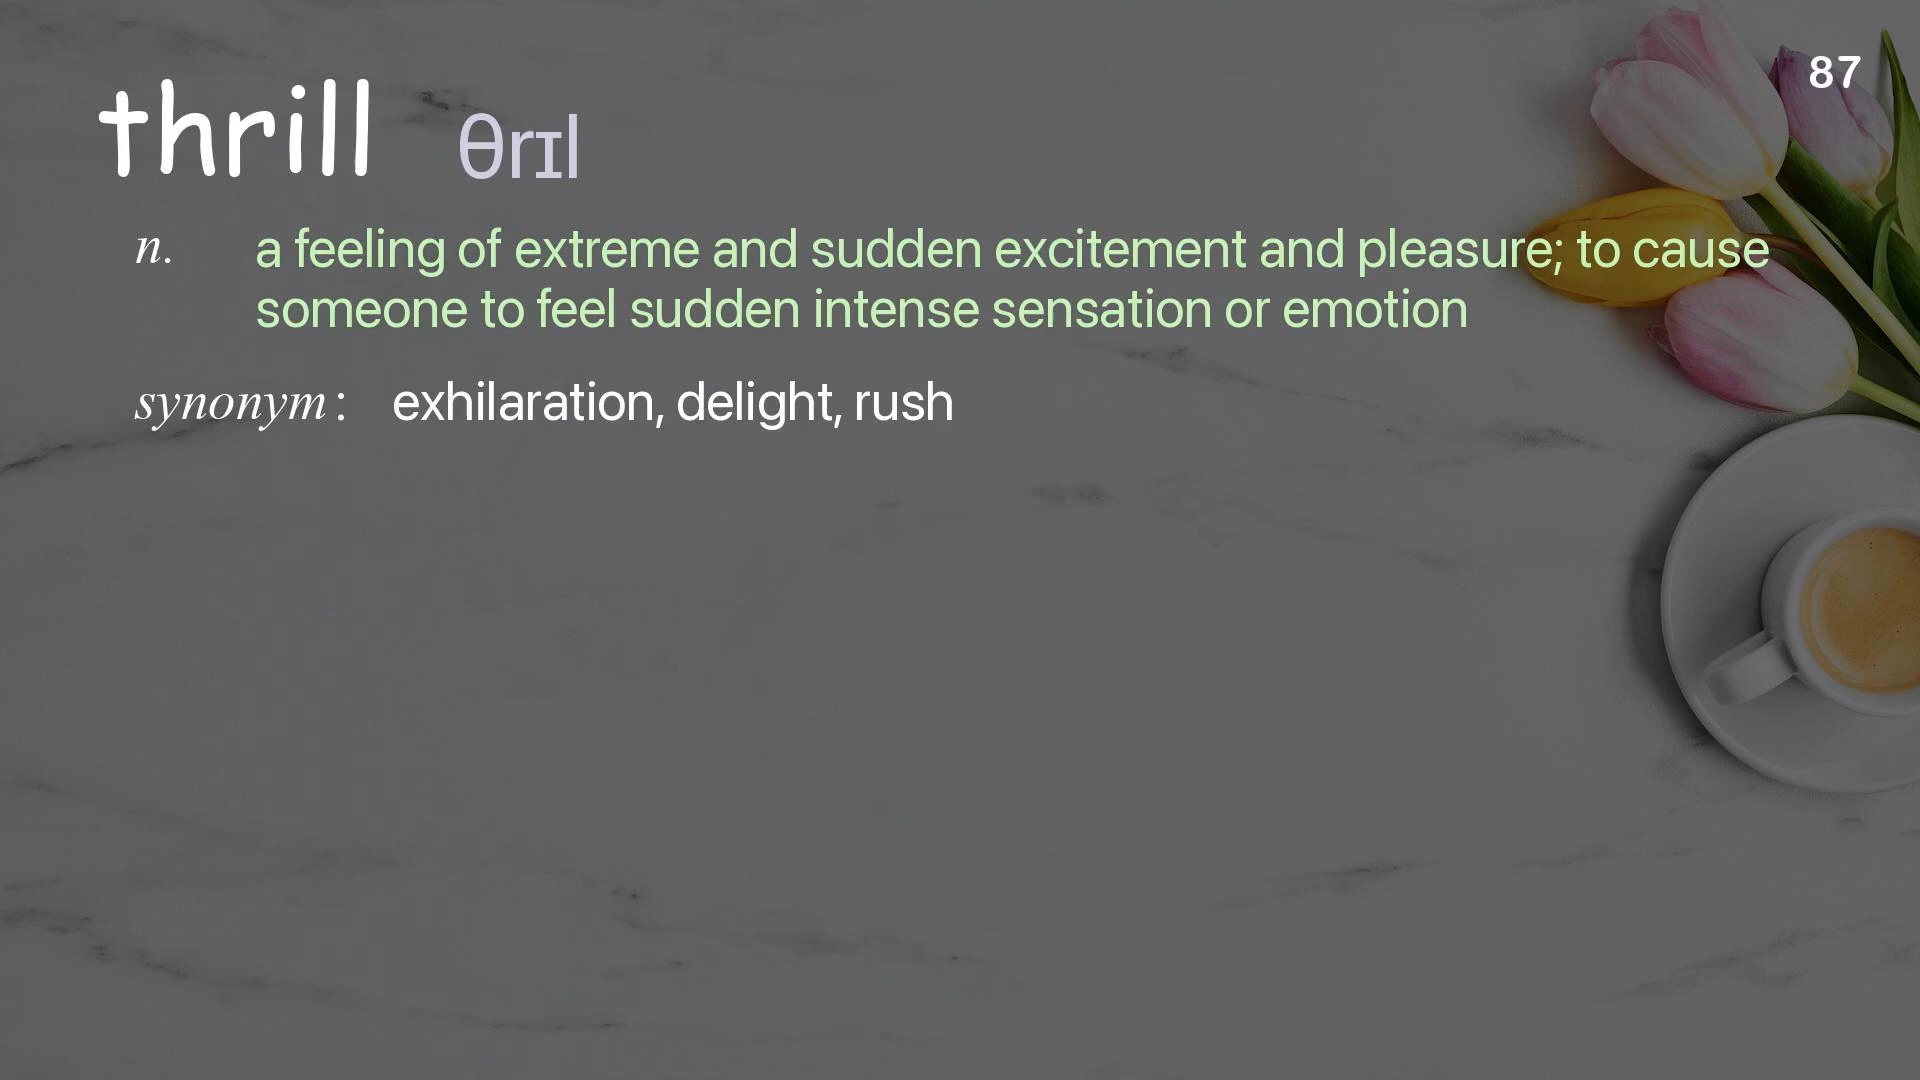 87
thrill θrɪl
n. a feeling of extreme and sudden excitement and pleasure; to cause
someone to feel sudden intense sensation or emotion
synonym: exhilaration, delight, rush